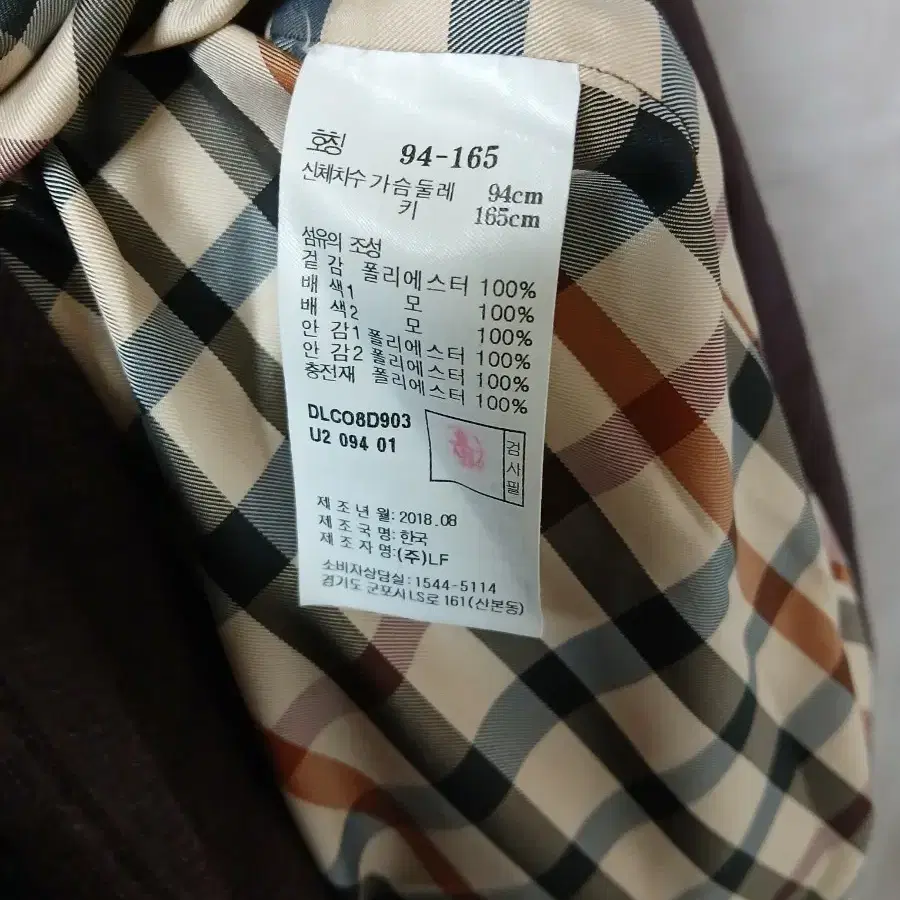 호칭 94-165
신체치수 가슴둘레 94cm
키 165cm
섬유의 조성
겉 감 폴리에스터 100%
배 색1 모 100%
배 색2 모 100%
안 감1 폴리에스터 100%
안 감2 폴리에스터 100%
충전재 폴리에스터 100%
DLCO8D903
U2 094 01
검사필
제 조 년 월: 2018.08
제 조 국 명: 한국
제 조 자 명: (주)LF
소비자상담실: 1544-5114
경기도 군포시 LS로 161(산본동)